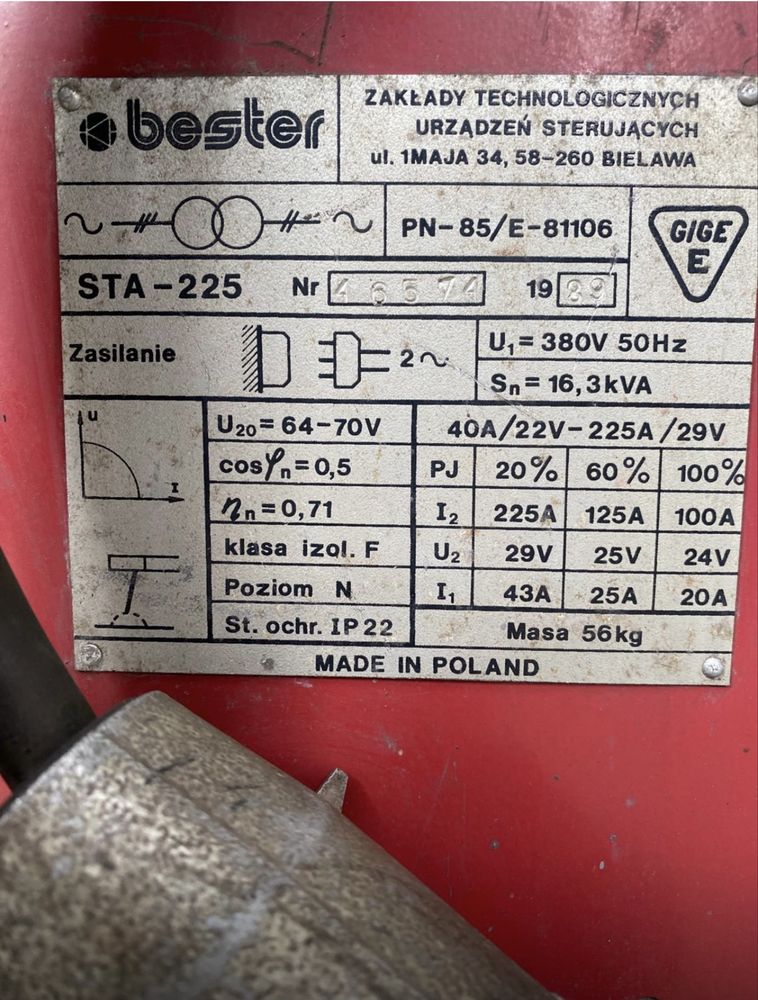 bester
ZAKŁADY TECHNOLOGICZNYCH
URZĄDZEŃ STERUJĄCYCH
ul. 1MAJA 34, 58-260 BIELAWA
PN-85/E-81106
GIGE
E
STA-225 Nr 46574 1989
Zasilanie 2~
U₁= 380V 50Hz
Sn= 16,3kVA
U
I
U₂₀= 64-70V
cosφn= 0,5
ηn= 0,71
klasa izol. F
Poziom N
St. ochr. IP22
40A/22V-225A/29V
PJ 20% 60% 100%
I₂ 225A 125A 100A
U₂ 29V 25V 24V
I₁ 43A 25A 20A
Masa 56kg
MADE IN POLAND